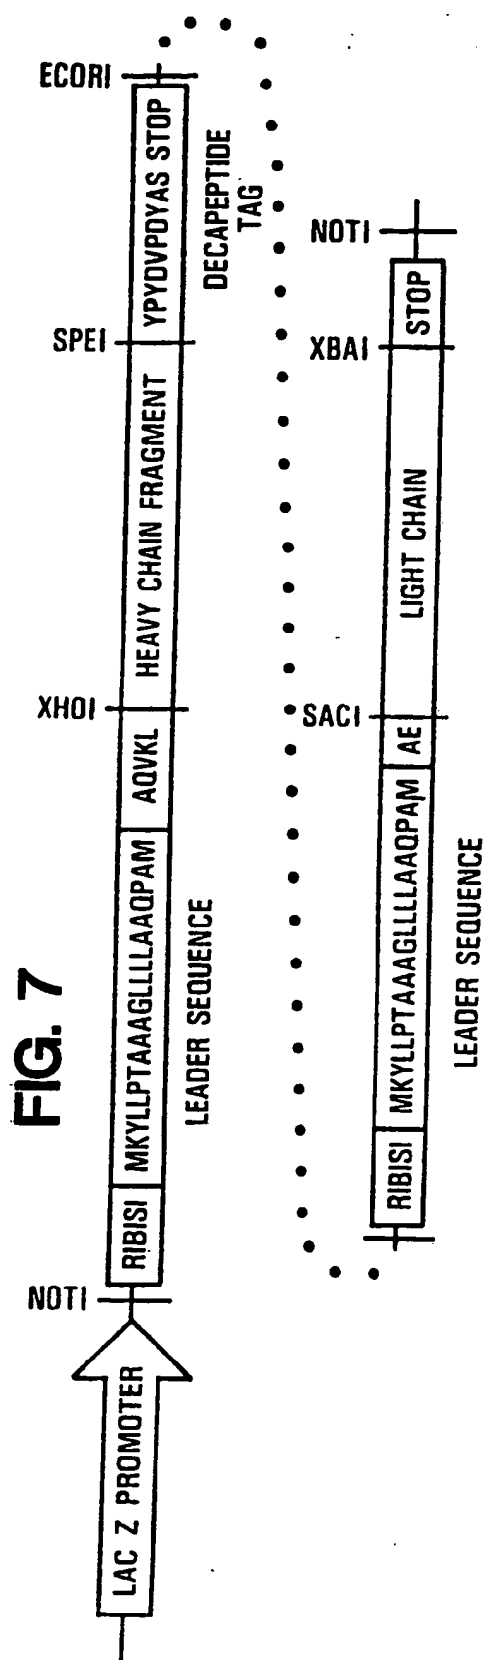 FIG. 7
LAC Z PROMOTER
NOTI
RIBISI
MKYLLPTAAAGLLLLAAQPAM
LEADER SEQUENCE
AQVKL
XHOI
HEAVY CHAIN FRAGMENT
SPEI
YPYDVPDYAS STOP
DECAPEPTIDE
TAG
ECORI
RIBISI
MKYLLPTAAAGLLLLAAQPAM
LEADER SEQUENCE
AE
SACI
LIGHT CHAIN
XBAI
STOP
NOTI